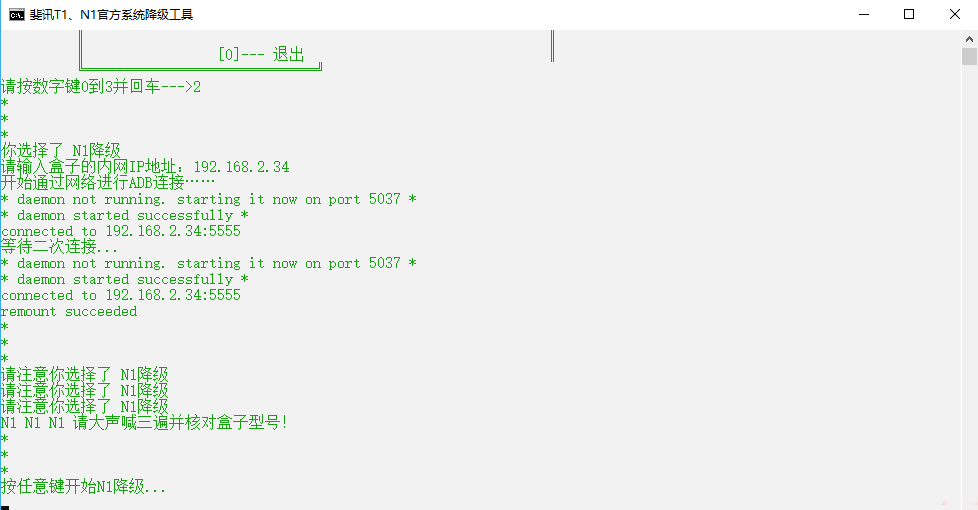 斐讯T1、N1官方系统降级工具
[0]--- 退出
请按数字键0到3并回车--->2
*
*
*
你选择了 N1降级
请输入盒子的内网IP地址：192.168.2.34
开始通过网络进行ADB连接……
* daemon not running. starting it now on port 5037 *
* daemon started successfully *
connected to 192.168.2.34:5555
等待二次连接...
* daemon not running. starting it now on port 5037 *
* daemon started successfully *
connected to 192.168.2.34:5555
remount succeeded
*
*
*
请注意你选择了 N1降级
请注意你选择了 N1降级
请注意你选择了 N1降级
N1 N1 N1 请大声喊三遍并核对盒子型号!
*
*
*
按任意键开始N1降级...